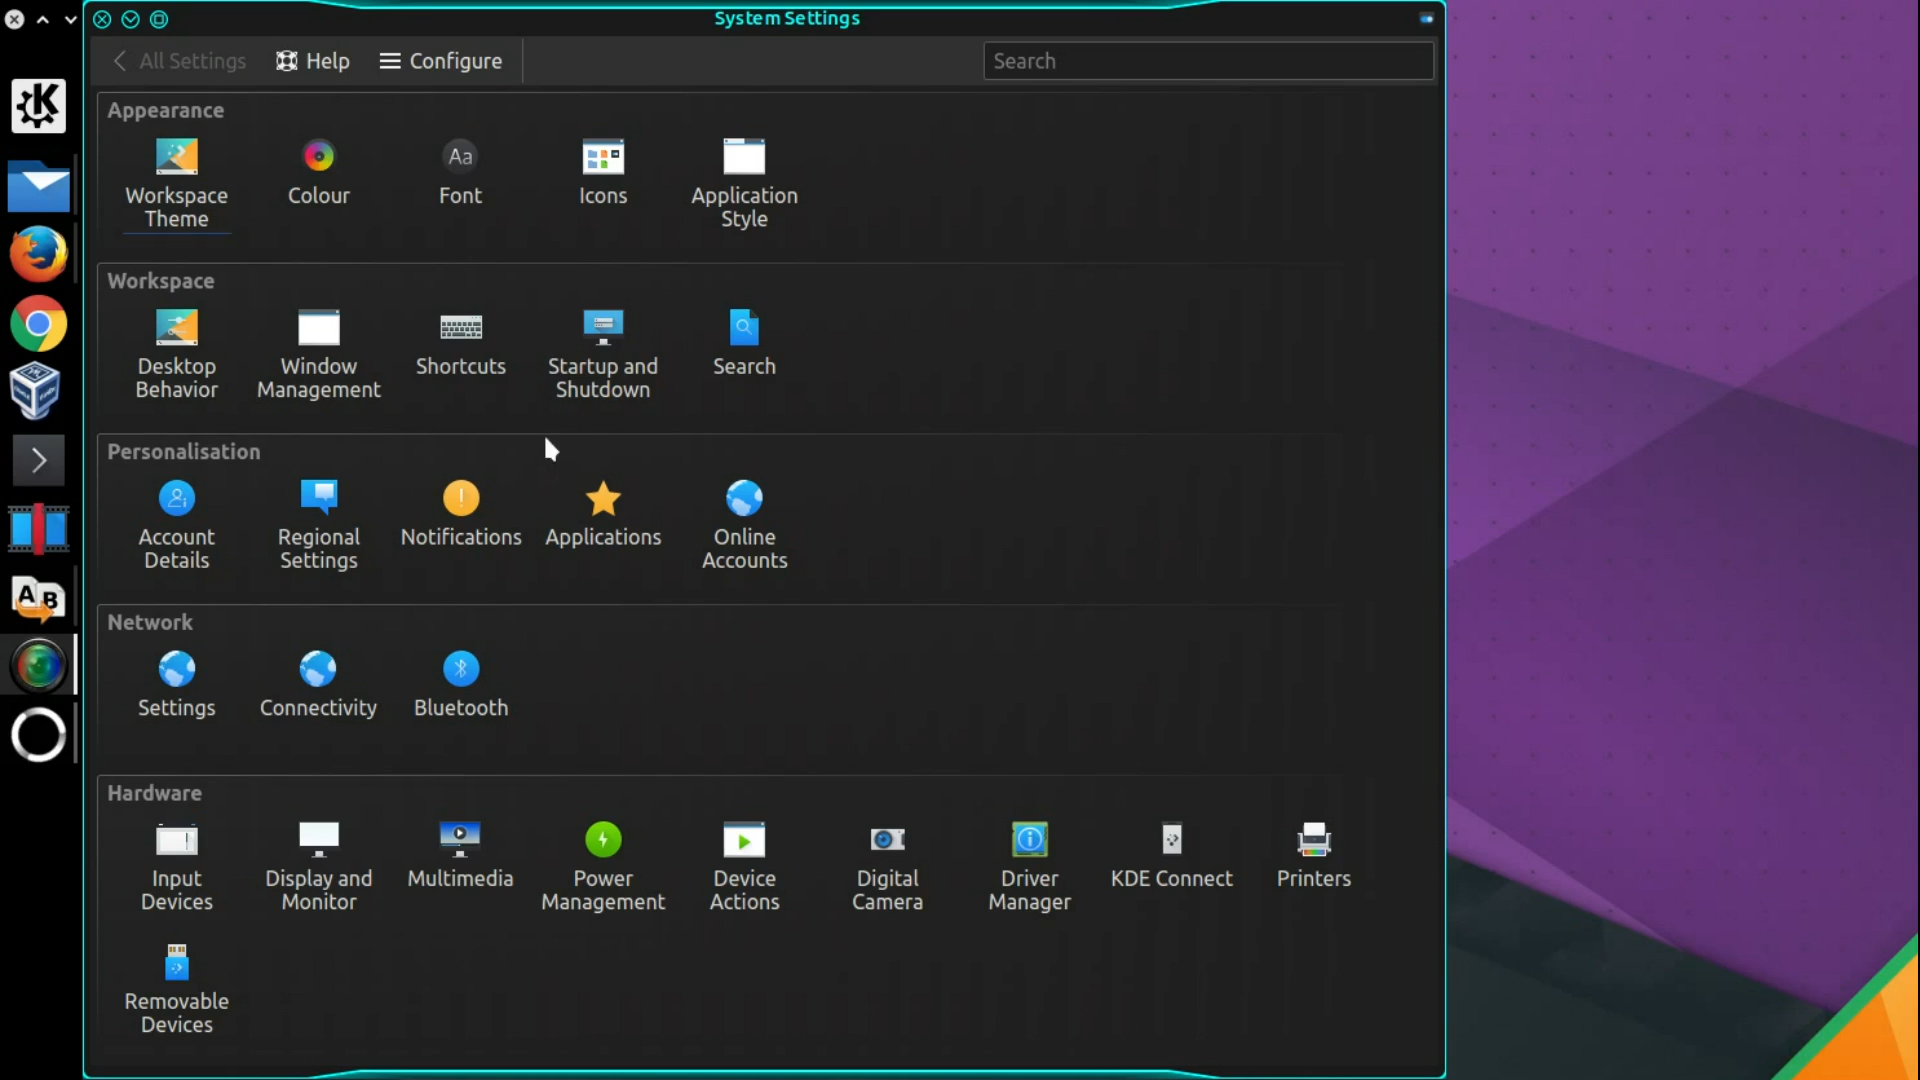 System Settings
All Settings Help Configure Search
Appearance
Workspace Theme
Colour
Aa
Font
Icons
Application Style
Workspace
Desktop Behavior
Window Management
Shortcuts
Startup and Shutdown
Search
Personalisation
Account Details
Regional Settings
Notifications
Applications
Online Accounts
Network
Settings
Connectivity
Bluetooth
Hardware
Input Devices
Display and Monitor
Multimedia
Power Management
Device Actions
Digital Camera
Driver Manager
KDE Connect
Printers
Removable Devices
K
A B